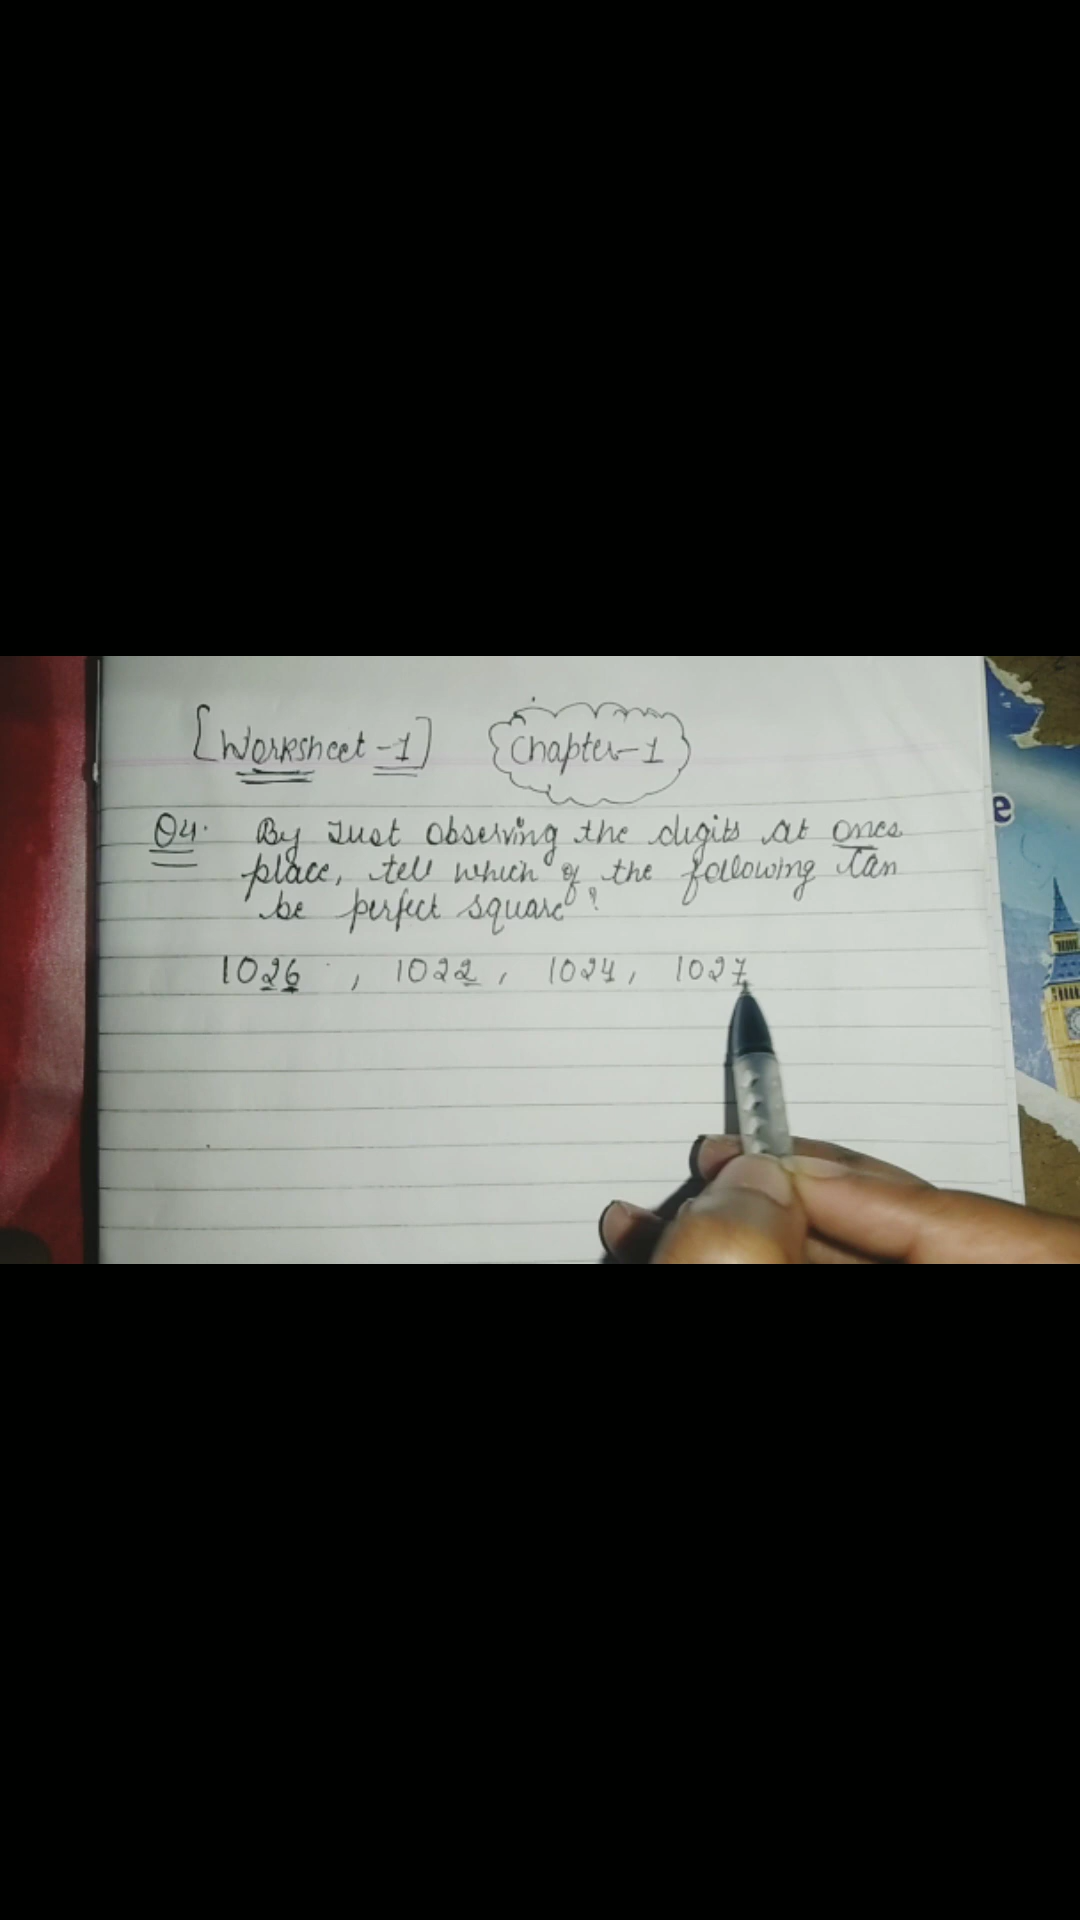 [Worksheet-1] Chapter-1
Q4. By Just observing the digits at ones
place, tell which of the following Can
be perfect square?
1026 , 1022 , 1024, 1027
e